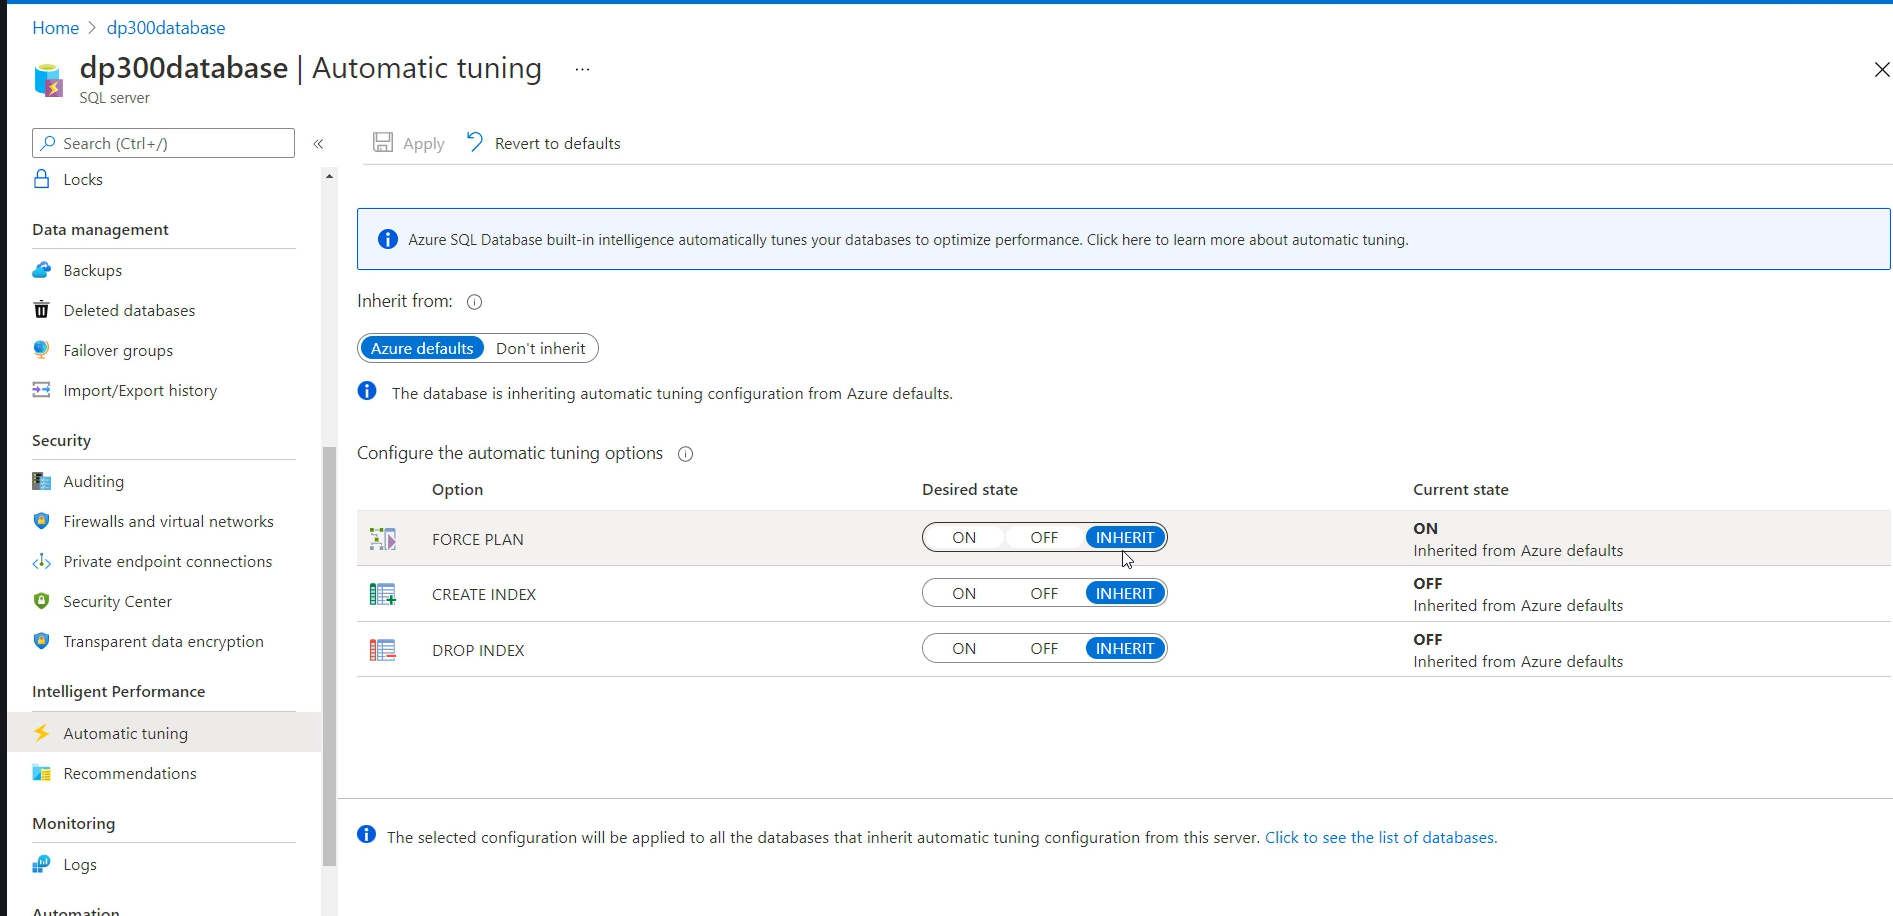 Home > dp300database
dp300database | Automatic tuning ...
SQL server
Search (Ctrl+/)
«
Locks
Data management
Backups
Deleted databases
Failover groups
Import/Export history
Security
Auditing
Firewalls and virtual networks
Private endpoint connections
Security Center
Transparent data encryption
Intelligent Performance
Automatic tuning
Recommendations
Monitoring
Logs
Automation
Apply Revert to defaults
Azure SQL Database built-in intelligence automatically tunes your databases to optimize performance. Click here to learn more about automatic tuning.
Inherit from:
Azure defaults Don't inherit
The database is inheriting automatic tuning configuration from Azure defaults.
Configure the automatic tuning options
Option Desired state Current state
FORCE PLAN ON OFF INHERIT ON
Inherited from Azure defaults
CREATE INDEX ON OFF INHERIT OFF
Inherited from Azure defaults
DROP INDEX ON OFF INHERIT OFF
Inherited from Azure defaults
The selected configuration will be applied to all the databases that inherit automatic tuning configuration from this server. Click to see the list of databases.